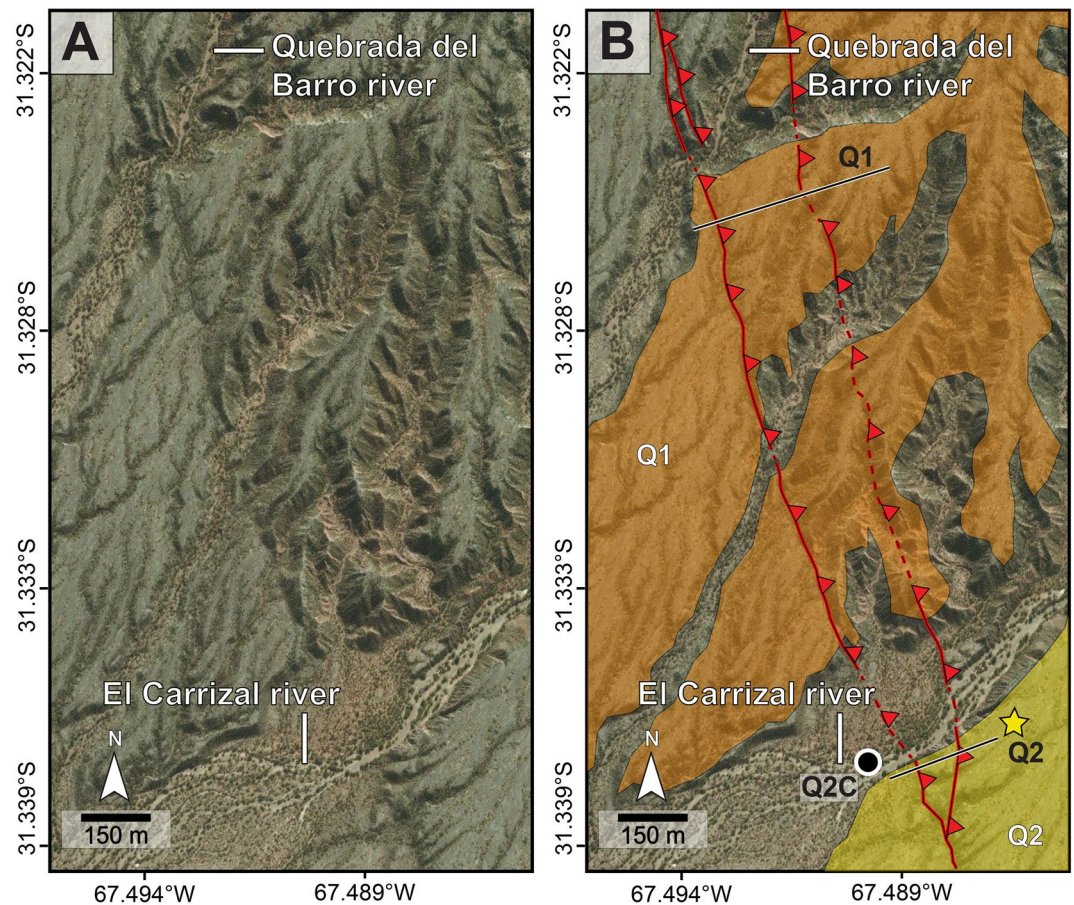 A
Quebrada del
Barro river
El Carrizal river
N
150 m
31.322°S
31.328°S
31.333°S
31.339°S
67.494°W
67.489°W
B
Quebrada del
Barro river
Q1
Q1
El Carrizal river
Q2C
Q2
Q2
N
150 m
31.322°S
31.328°S
31.333°S
31.339°S
67.494°W
67.489°W